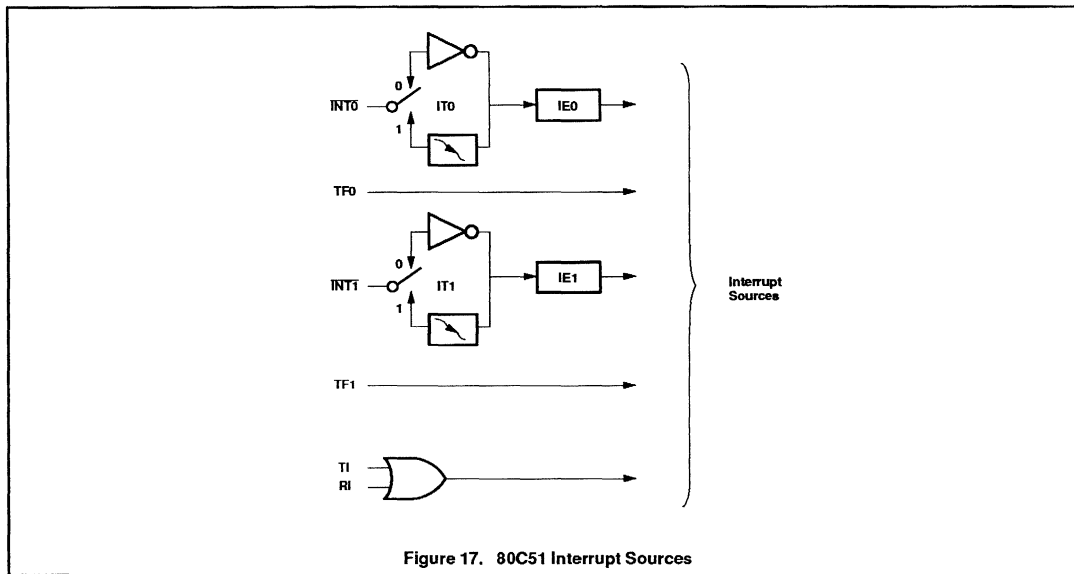 0
INT0
IT0
IE0
1
TF0
0
INT1
IT1
IE1
1
Interrupt
Sources
TF1
TI
RI
Figure 17. 80C51 Interrupt Sources